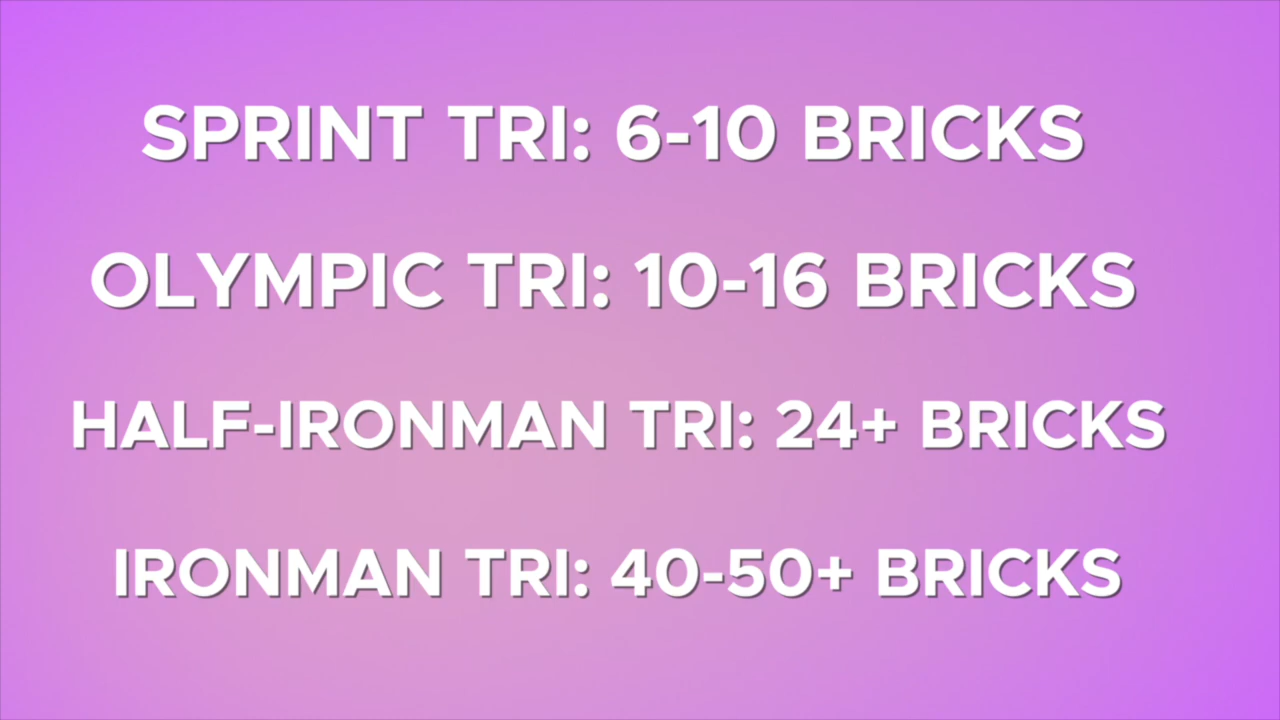 SPRINT TRI: 6-10 BRICKS
OLYMPIC TRI: 10-16 BRICKS
HALF-IRONMAN TRI: 24+ BRICKS
IRONMAN TRI: 40-50+ BRICKS